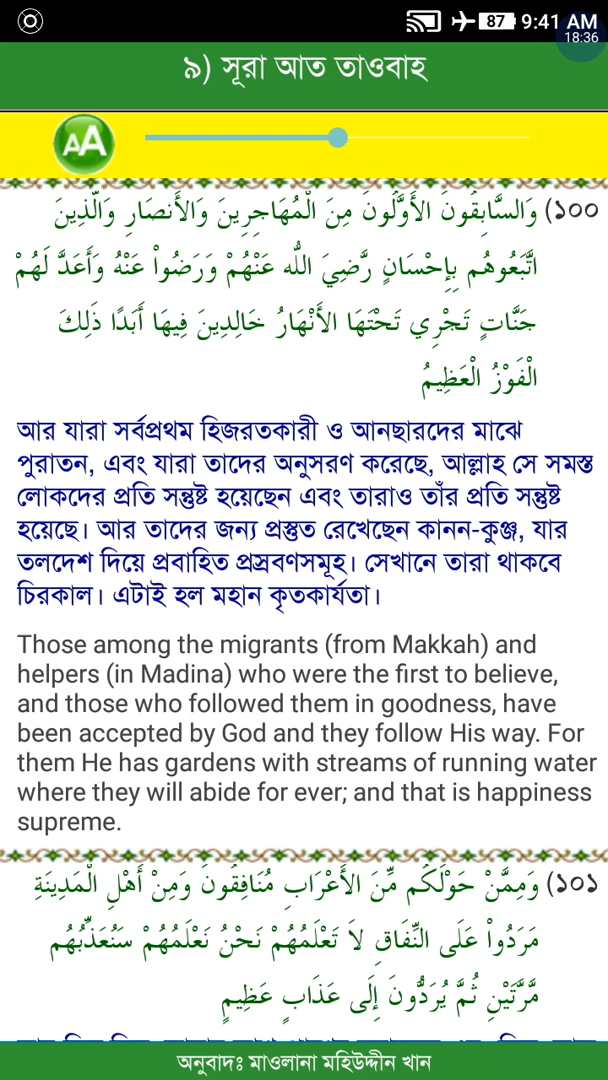 87 9:41 AM
18:36
৯) সূরা আত তাওবাহ
AA
১০০) وَالسَّابِقُونَ الأَوَّلُونَ مِنَ الْمُهَاجِرِينَ وَالأَنصَارِ وَالَّذِينَ
اتَّبَعُوهُم بِإِحْسَانٍ رَّضِيَ اللّه عَنْهُمْ وَرَضُواْ عَنْهُ وَأَعَدَّ لَهُمْ
جَنَّاتٍ تَجْرِي تَحْتَهَا الأَنْهَارُ خَالِدِينَ فِيهَا أَبَدًا ذَلِكَ
الْفَوْزُ الْعَظِيمُ
আর যারা সর্বপ্রথম হিজরতকারী ও আনছারদের মাঝে
পুরাতন, এবং যারা তাদের অনুসরণ করেছে, আল্লাহ সে সমস্ত
লোকদের প্রতি সন্তুষ্ট হয়েছেন এবং তারাও তাঁর প্রতি সন্তুষ্ট
হয়েছে। আর তাদের জন্য প্রস্তুত রেখেছেন কানন-কুঞ্জ, যার
তলদেশ দিয়ে প্রবাহিত প্রস্রবণসমূহ। সেখানে তারা থাকবে
চিরকাল। এটাই হল মহান কৃতকার্যতা।
Those among the migrants (from Makkah) and
helpers (in Madina) who were the first to believe,
and those who followed them in goodness, have
been accepted by God and they follow His way. For
them He has gardens with streams of running water
where they will abide for ever; and that is happiness
supreme.
১০১) وَمِمَّنْ حَوْلَكُم مِّنَ الأَعْرَابِ مُنَافِقُونَ وَمِنْ أَهْلِ الْمَدِينَةِ
مَرَدُواْ عَلَى النِّفَاقِ لاَ تَعْلَمُهُمْ نَحْنُ نَعْلَمُهُمْ سَنُعَذِّبُهُم
مَّرَّتَيْنِ ثُمَّ يُرَدُّونَ إِلَى عَذَابٍ عَظِيمٍ
অনুবাদঃ মাওলানা মহিউদ্দীন খান